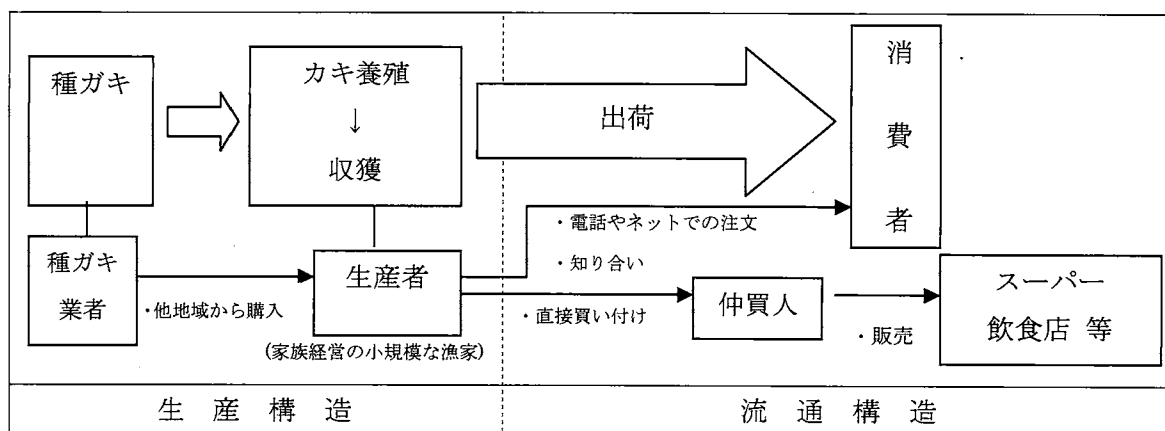 種ガキ
カキ養殖
↓
収獲
出荷
消費者
種ガキ
業者
・他地域から購入
生産者
(家族経営の小規模な漁家)
・電話やネットでの注文
・知り合い
・直接買い付け
仲買人
・販売
スーパー
飲食店 等
生産構造
流通構造